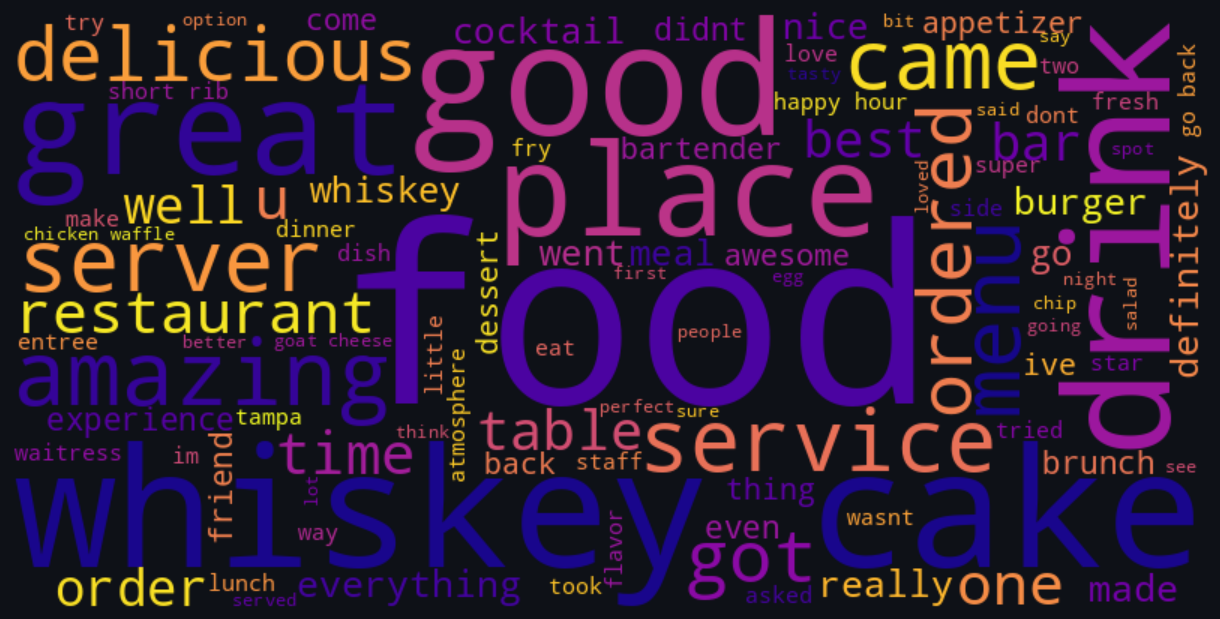 try
option
come
cocktail
didnt
nice
bit
appetizer
say
delicious
good
love
came
two
drink
go back
tasty
short rib
great
happy hour
said
dont
fresh
fry
bartender
best
ordered
bar
spot
super
place
well
u
whiskey
loved
side
burger
definitely
make
chicken waffle
dinner
server
dish
food
dessert
went
meal
awesome
menu
go
first
egg
night
salad
restaurant
chip
going
people
entree
better
goat cheese
little
eat
amazing
atmosphere
ive
star
experience
tampa
perfect
sure
think
table
service
tried
waitress
im
friend
time
back
staff
brunch
see
whiskey cake
lot
thing
way
flavor
even
wasnt
got
order
lunch
everything
took
really
one
made
served
asked